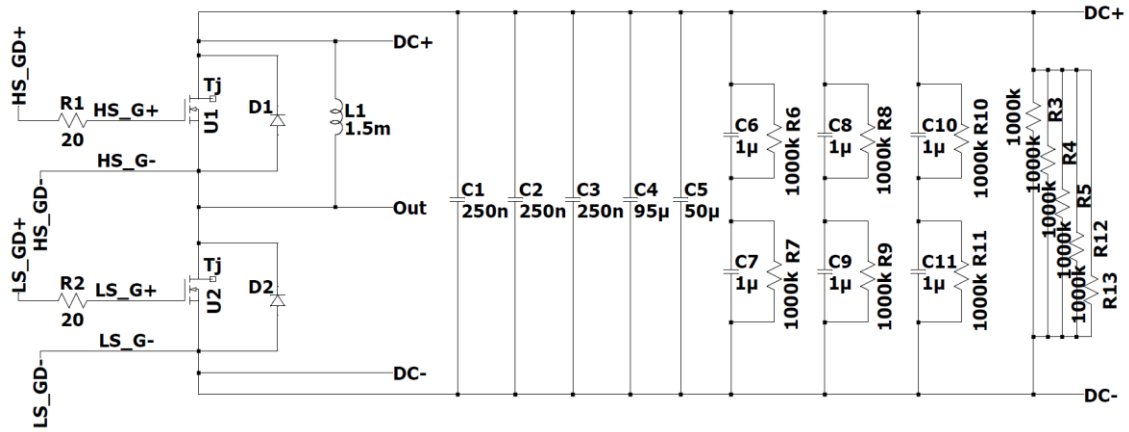 DC+
DC+
HS_GD+
Tj
R1
HS_G+
U1
20
D1
L1
1.5m
HS_G-
HS_GD-
Out
LS_GD+
Tj
R2
LS_G+
U2
20
D2
LS_G-
LS_GD-
DC-
DC-
C1
250n
C2
250n
C3
250n
C4
95µ
C5
50µ
C6
1µ
R6
1000k
C7
1µ
R7
1000k
C8
1µ
R8
1000k
C9
1µ
R9
1000k
C10
1µ
R10
1000k
C11
1µ
R11
1000k
R3
1000k
R4
1000k
R5
1000k
R12
1000k
R13
1000k